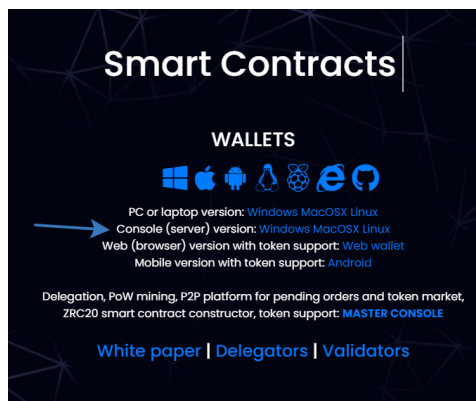 Smart Contracts
WALLETS
PC or laptop version: Windows MacOSX Linux
Console (server) version: Windows MacOSX Linux
Web (browser) version with token support: Web wallet
Mobile version with token support: Android
Delegation, PoW mining, P2P platform for pending orders and token market,
ZRC20 smart contract constructor, token support: MASTER CONSOLE
White paper | Delegators | Validators